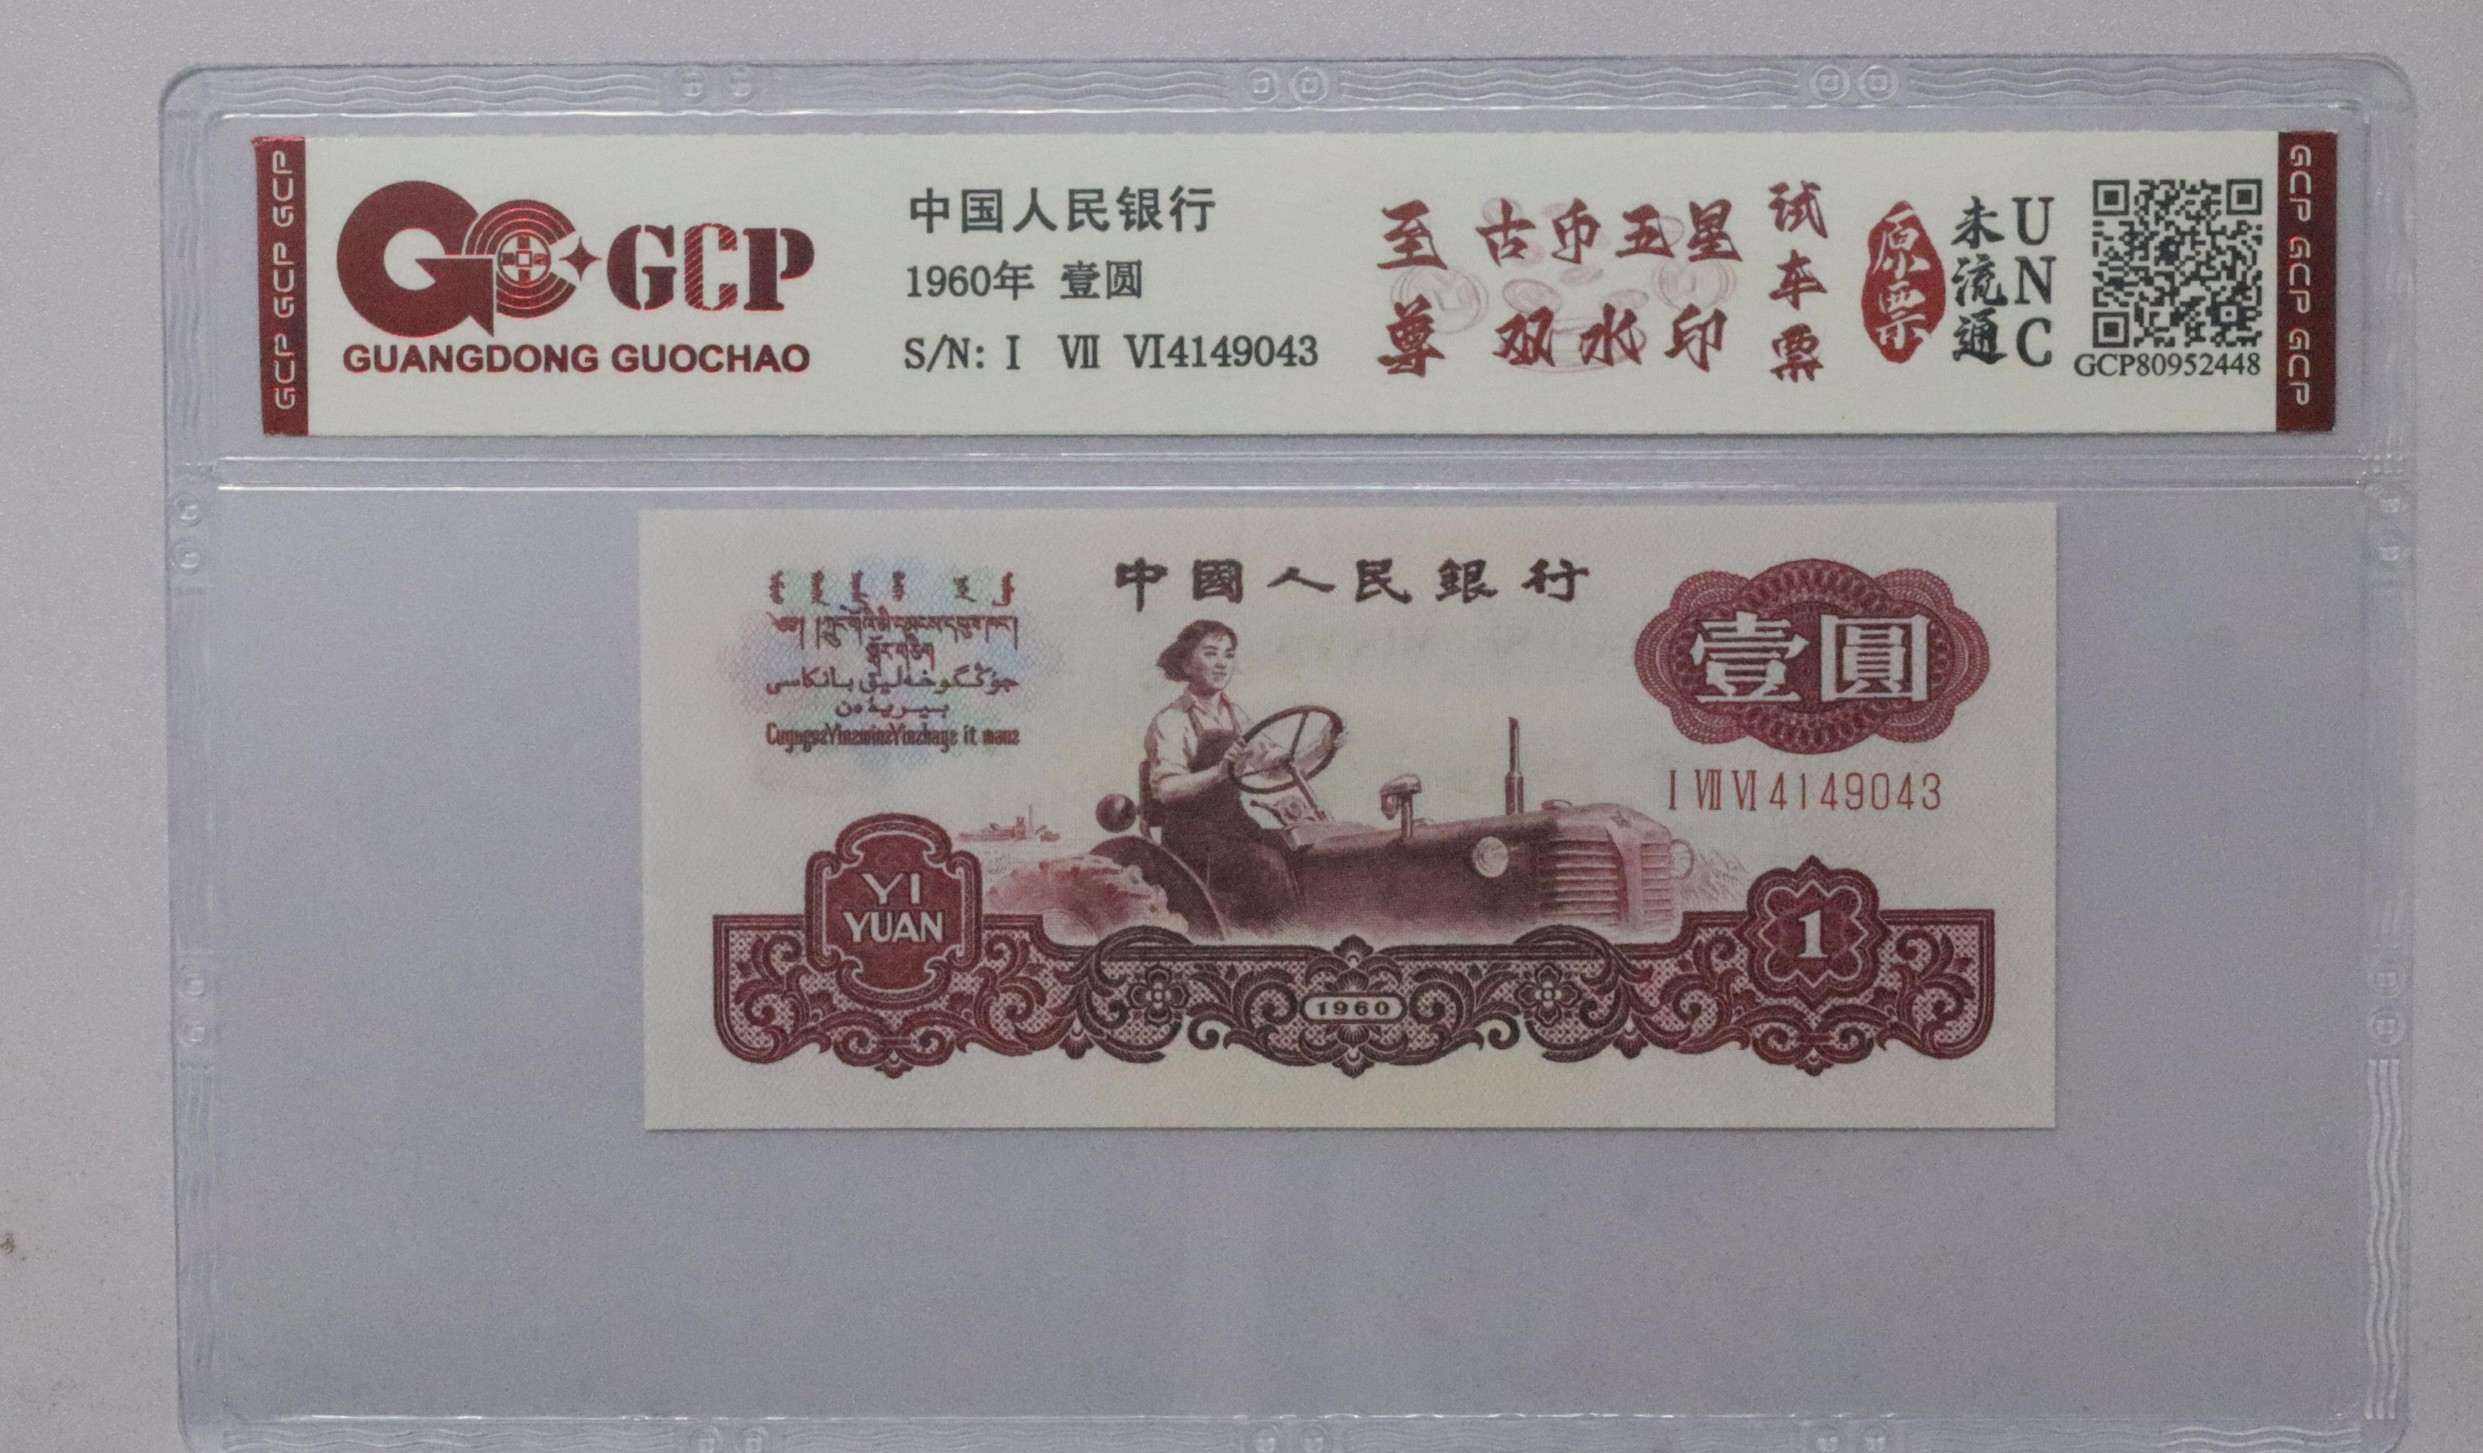 GCP GCP GCP
GCP
GUANGDONG GUOCHAO
中国人民银行
1960年 壹圆
S/N: I VII VI4149043
至尊
古币五星
双水印
试车票
原票
未流通
UNC
GCP80952448
GCP GCP GCP
中國人民銀行
壹圓
I VII VI 4149043
YI
YUAN
1960
1